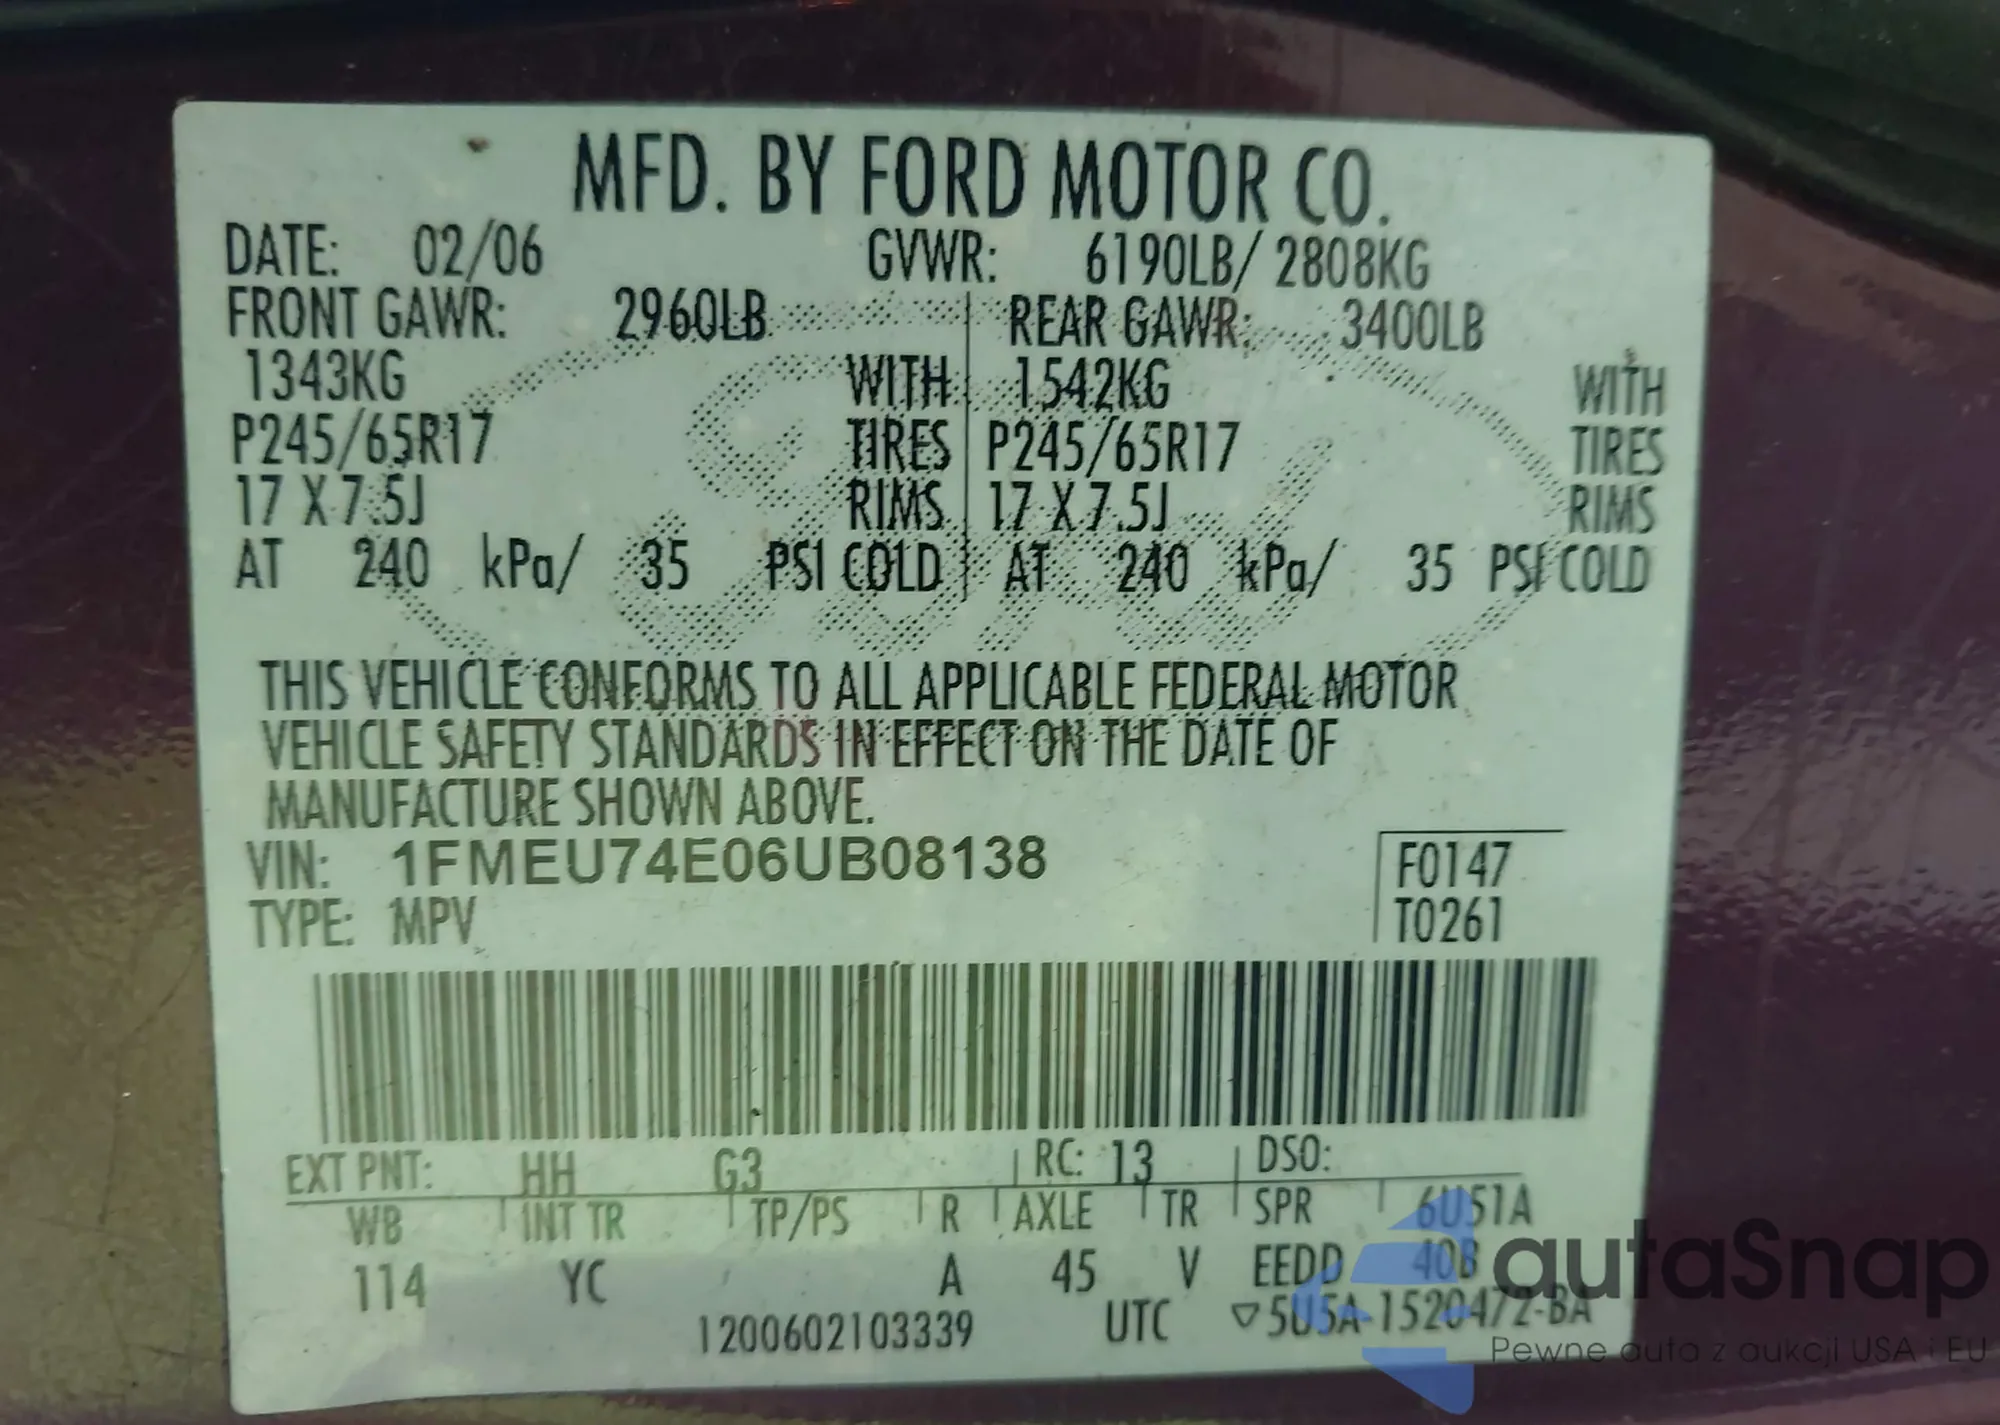 MFD. BY FORD MOTOR CO.
DATE: 02/06 GVWR: 6190LB/ 2808KG
FRONT GAWR: 2960LB REAR GAWR: 3400LB
1343KG WITH 1542KG WITH
P245/65R17 TIRES P245/65R17 TIRES
17 X 7.5J RIMS 17 X 7.5J RIMS
AT 240 kPa/ 35 PSI COLD AT 240 kPa/ 35 PSI COLD
THIS VEHICLE CONFORMS TO ALL APPLICABLE FEDERAL MOTOR
VEHICLE SAFETY STANDARDS IN EFFECT ON THE DATE OF
MANUFACTURE SHOWN ABOVE.
VIN: 1FMEU74E06UB08138 F0147
TYPE: MPV T0261
EXT PNT: HH G3 RC: 13 DSO:
WB INT TR TP/PS R AXLE TR SPR 6U51A
114 YC A 45 V EEDD 40B
1200602103339 UTC ▽5U5A-1520472-BA
autaSnap
Pewne auta z aukcji USA i EU